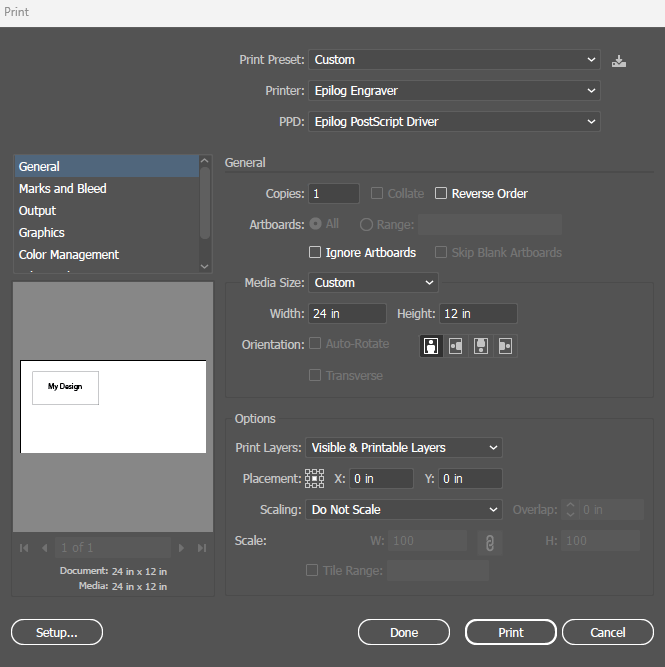 Print
Print Preset: Custom
Printer: Epilog Engraver
PPD: Epilog PostScript Driver
General
Marks and Bleed
Output
Graphics
Color Management
General
Copies: 1 Collate Reverse Order
Artboards: All Range:
Ignore Artboards Skip Blank Artboards
Media Size: Custom
Width: 24 in Height: 12 in
Orientation: Auto-Rotate
Transverse
My Design
1 of 1
Document: 24 in x 12 in
Media: 24 in x 12 in
Options
Print Layers: Visible & Printable Layers
Placement: X: 0 in Y: 0 in
Scaling: Do Not Scale Overlap: 0 in
Scale: W: 100 H: 100
Tile Range:
Setup... Done Print Cancel